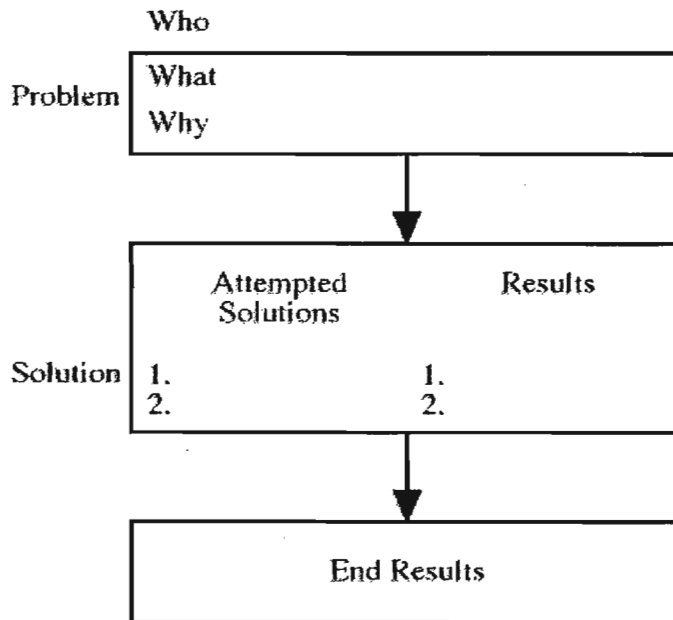 Who
Problem
What
Why
Attempted Solutions
Results
Solution
1.
1.
2.
2.
End Results